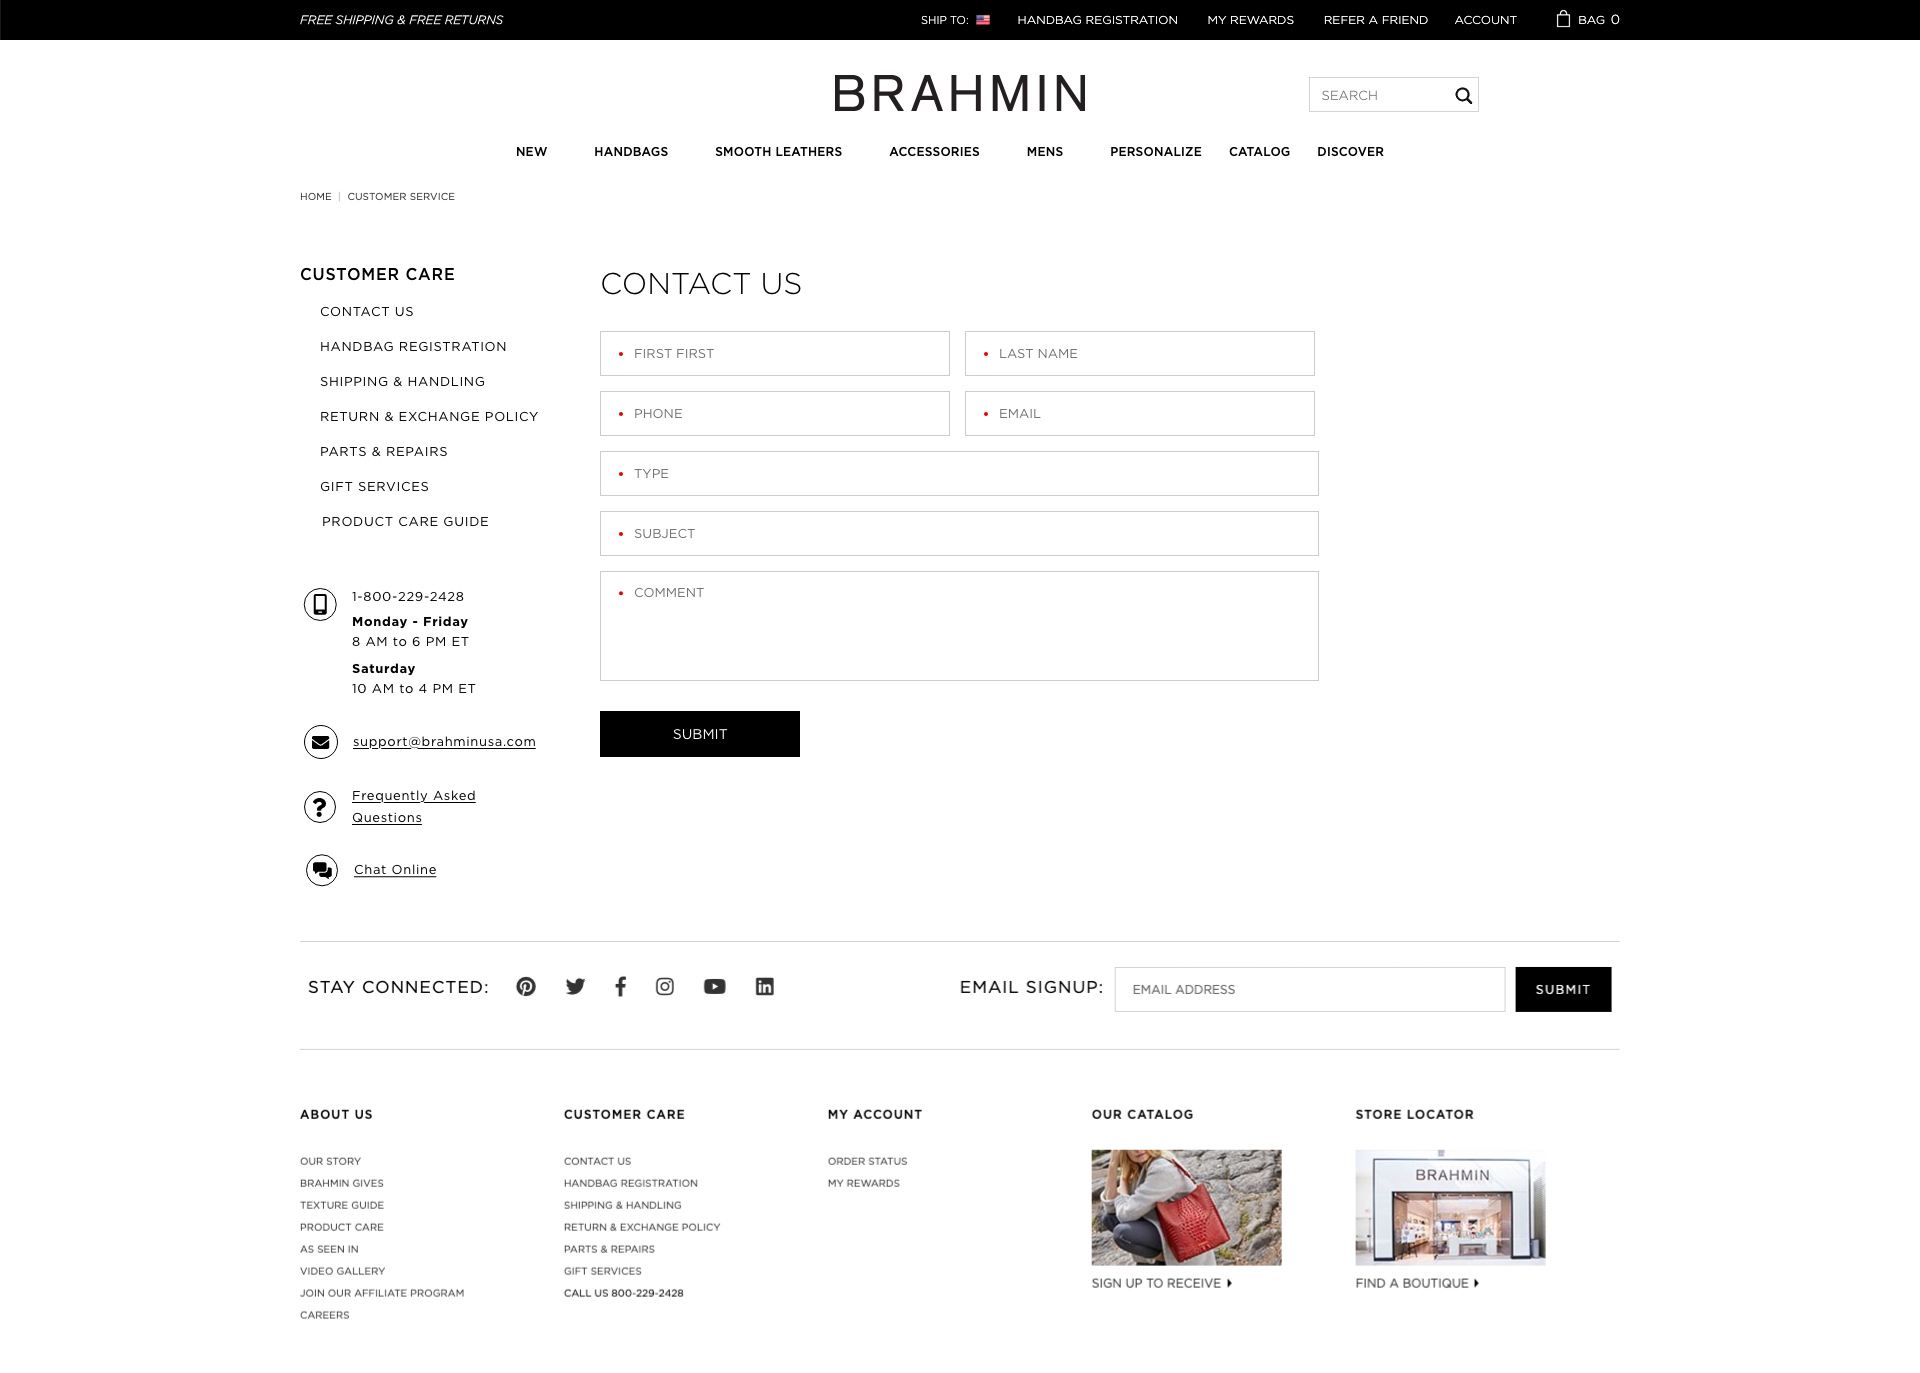 FREE SHIPPING & FREE RETURNS
SHIP TO: HANDBAG REGISTRATION MY REWARDS REFER A FRIEND ACCOUNT BAG 0
BRAHMIN
SEARCH
NEW HANDBAGS SMOOTH LEATHERS ACCESSORIES MENS PERSONALIZE CATALOG DISCOVER
HOME | CUSTOMER SERVICE
CUSTOMER CARE
CONTACT US
HANDBAG REGISTRATION
SHIPPING & HANDLING
RETURN & EXCHANGE POLICY
PARTS & REPAIRS
GIFT SERVICES
PRODUCT CARE GUIDE
1-800-229-2428
Monday - Friday
8 AM to 6 PM ET
Saturday
10 AM to 4 PM ET
support@brahminusa.com
Frequently Asked
Questions
Chat Online
CONTACT US
• FIRST FIRST
• LAST NAME
• PHONE
• EMAIL
• TYPE
• SUBJECT
• COMMENT
SUBMIT
STAY CONNECTED:
EMAIL SIGNUP: EMAIL ADDRESS SUBMIT
ABOUT US
OUR STORY
BRAHMIN GIVES
TEXTURE GUIDE
PRODUCT CARE
AS SEEN IN
VIDEO GALLERY
JOIN OUR AFFILIATE PROGRAM
CAREERS
CUSTOMER CARE
CONTACT US
HANDBAG REGISTRATION
SHIPPING & HANDLING
RETURN & EXCHANGE POLICY
PARTS & REPAIRS
GIFT SERVICES
CALL US 800-229-2428
MY ACCOUNT
ORDER STATUS
MY REWARDS
OUR CATALOG
SIGN UP TO RECEIVE
STORE LOCATOR
BRAHMIN
FIND A BOUTIQUE